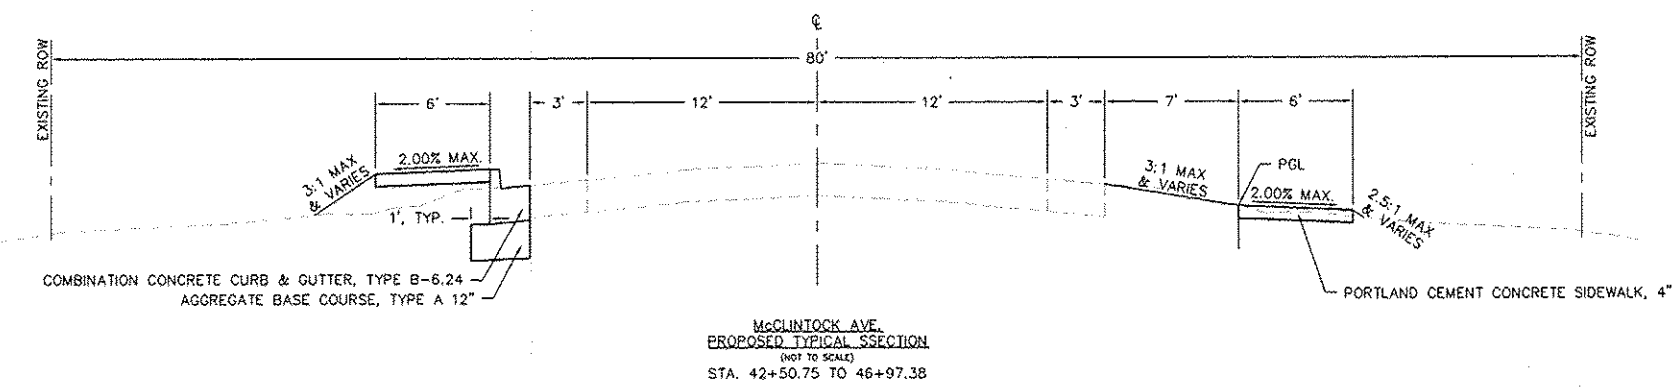 ℄
80'
EXISTING ROW
EXISTING ROW
6'
3'
12'
12'
3'
7'
6'
3:1 MAX
& VARIES
2.00% MAX.
1', TYP.
3:1 MAX
& VARIES
PGL
2.00% MAX.
2.5:1 MAX
& VARIES
COMBINATION CONCRETE CURB & GUTTER, TYPE B-6.24
AGGREGATE BASE COURSE, TYPE A 12"
PORTLAND CEMENT CONCRETE SIDEWALK, 4"
McCLINTOCK AVE.
PROPOSED TYPICAL SSECTION
(NOT TO SCALE)
STA. 42+50.75 TO 46+97.38